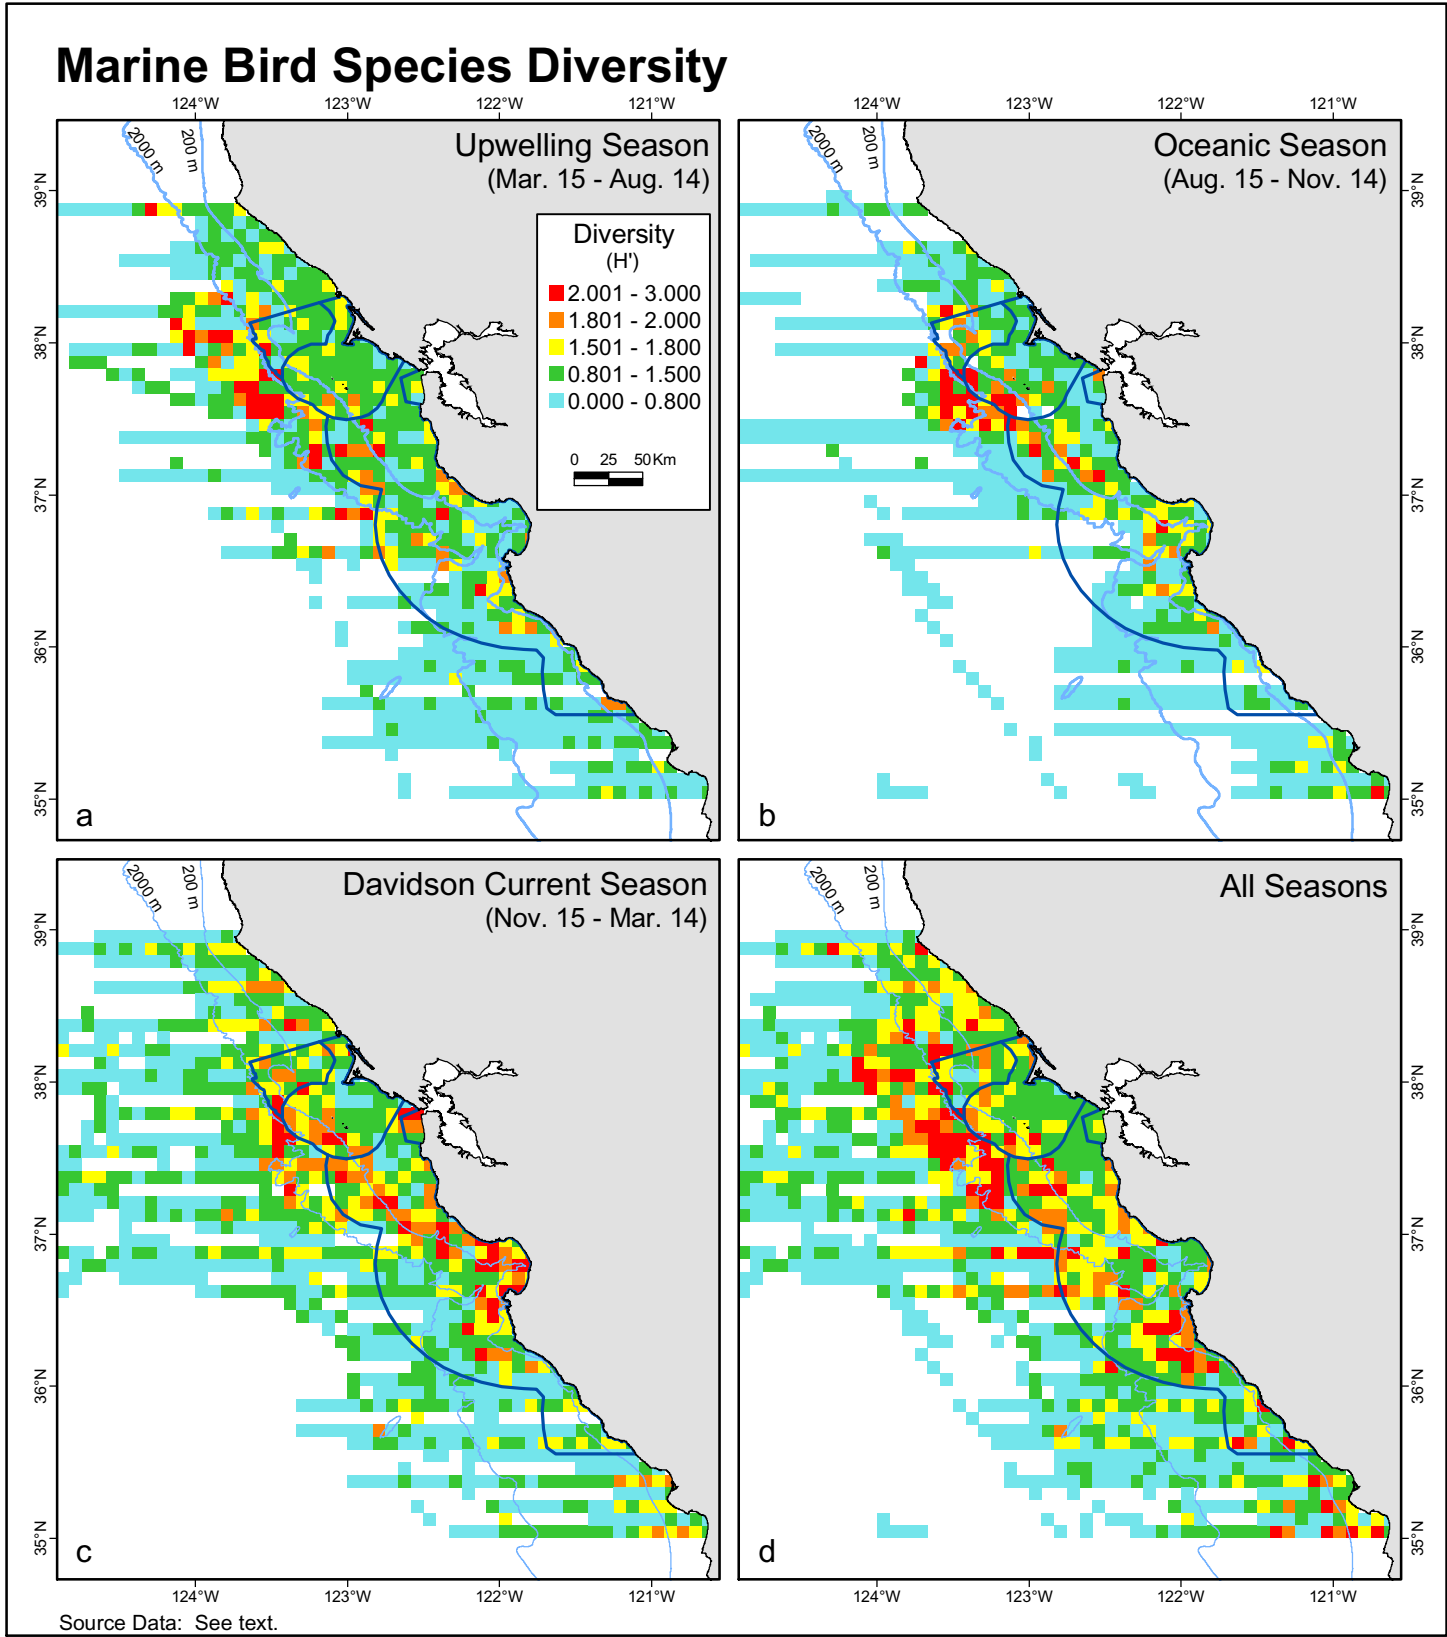 Marine Bird Species Diversity
124°W 123°W 122°W 121°W
124°W 123°W 122°W 121°W
2000 m
200 m
Upwelling Season
(Mar. 15 - Aug. 14)
Diversity
(H')
2.001 - 3.000
1.801 - 2.000
1.501 - 1.800
0.801 - 1.500
0.000 - 0.800
0 25 50 Km
39°N
38°N
37°N
36°N
35°N
a
2000 m
200 m
Oceanic Season
(Aug. 15 - Nov. 14)
39°N
38°N
37°N
36°N
35°N
b
2000 m
200 m
Davidson Current Season
(Nov. 15 - Mar. 14)
39°N
38°N
37°N
36°N
35°N
c
2000 m
200 m
All Seasons
39°N
38°N
37°N
36°N
35°N
d
124°W 123°W 122°W 121°W
124°W 123°W 122°W 121°W
Source Data: See text.